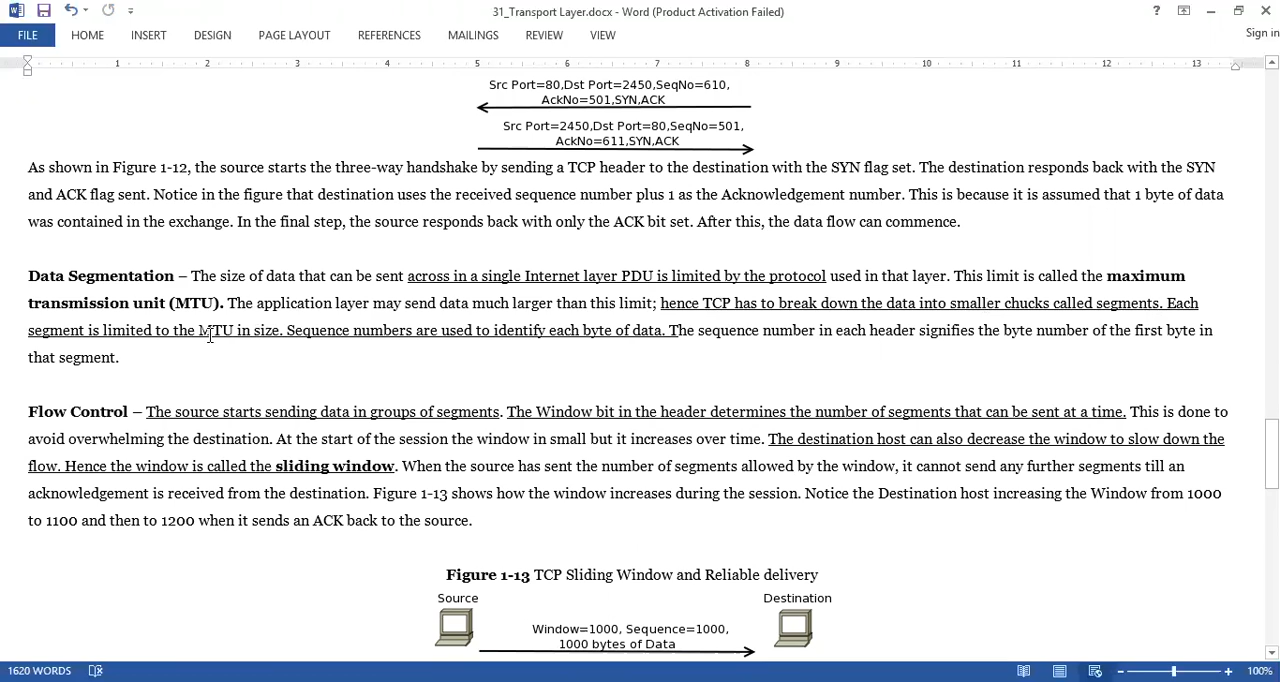 31_Transport Layer.docx - Word (Product Activation Failed)
?
FILE HOME INSERT DESIGN PAGE LAYOUT REFERENCES MAILINGS REVIEW VIEW Sign in
1 2 3 4 5 6 7 8 9 10 11 12 13
Src Port=80,Dst Port=2450,SeqNo=610,
AckNo=501,SYN,ACK
Src Port=2450,Dst Port=80,SeqNo=501,
AckNo=611,SYN,ACK
As shown in Figure 1-12, the source starts the three-way handshake by sending a TCP header to the destination with the SYN flag set. The destination responds back with the SYN
and ACK flag sent. Notice in the figure that destination uses the received sequence number plus 1 as the Acknowledgement number. This is because it is assumed that 1 byte of data
was contained in the exchange. In the final step, the source responds back with only the ACK bit set. After this, the data flow can commence.
Data Segmentation – The size of data that can be sent across in a single Internet layer PDU is limited by the protocol used in that layer. This limit is called the maximum
transmission unit (MTU). The application layer may send data much larger than this limit; hence TCP has to break down the data into smaller chucks called segments. Each
segment is limited to the MTU in size. Sequence numbers are used to identify each byte of data. The sequence number in each header signifies the byte number of the first byte in
that segment.
Flow Control – The source starts sending data in groups of segments. The Window bit in the header determines the number of segments that can be sent at a time. This is done to
avoid overwhelming the destination. At the start of the session the window in small but it increases over time. The destination host can also decrease the window to slow down the
flow. Hence the window is called the sliding window. When the source has sent the number of segments allowed by the window, it cannot send any further segments till an
acknowledgement is received from the destination. Figure 1-13 shows how the window increases during the session. Notice the Destination host increasing the Window from 1000
to 1100 and then to 1200 when it sends an ACK back to the source.
Figure 1-13 TCP Sliding Window and Reliable delivery
Source Destination
Window=1000, Sequence=1000,
1000 bytes of Data
1620 WORDS 100%